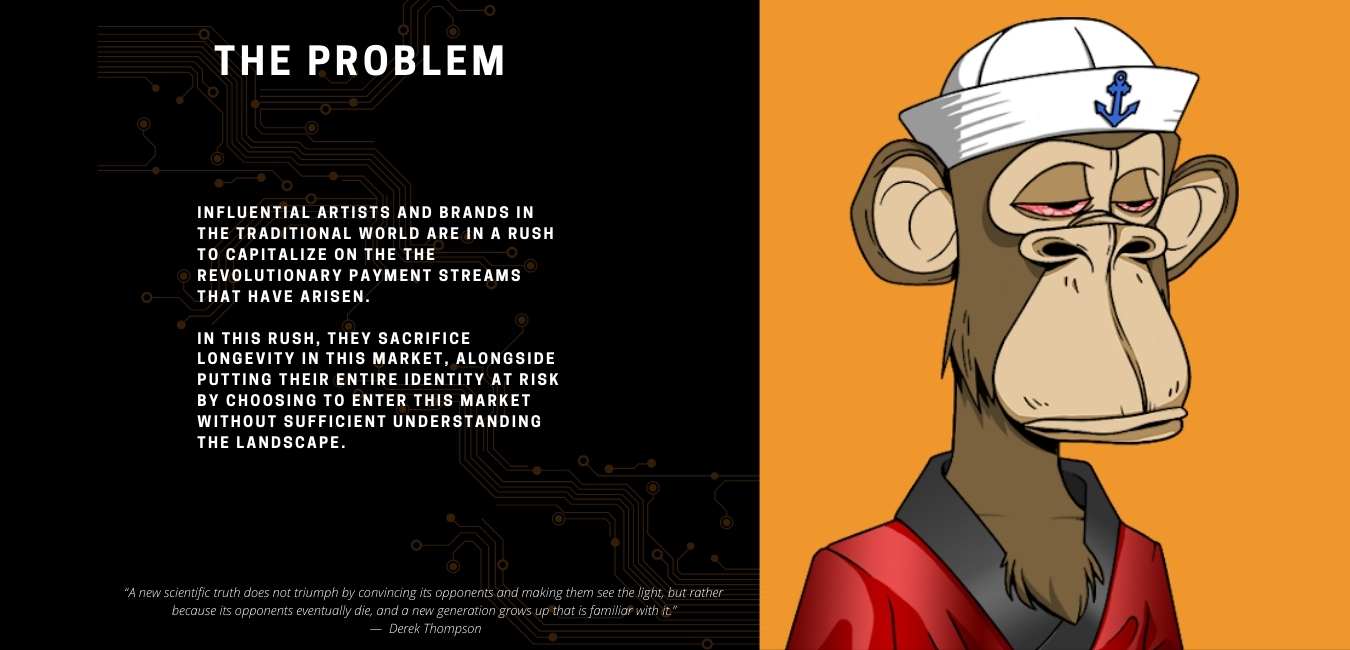 THE PROBLEM
INFLUENTIAL ARTISTS AND BRANDS IN
THE TRADITIONAL WORLD ARE IN A RUSH
TO CAPITALIZE ON THE THE
REVOLUTIONARY PAYMENT STREAMS
THAT HAVE ARISEN.
IN THIS RUSH, THEY SACRIFICE
LONGEVITY IN THIS MARKET, ALONGSIDE
PUTTING THEIR ENTIRE IDENTITY AT RISK
BY CHOOSING TO ENTER THIS MARKET
WITHOUT SUFFICIENT UNDERSTANDING
THE LANDSCAPE.
“A new scientific truth does not triumph by convincing its opponents and making them see the light, but rather
because its opponents eventually die, and a new generation grows up that is familiar with it.”
— Derek Thompson